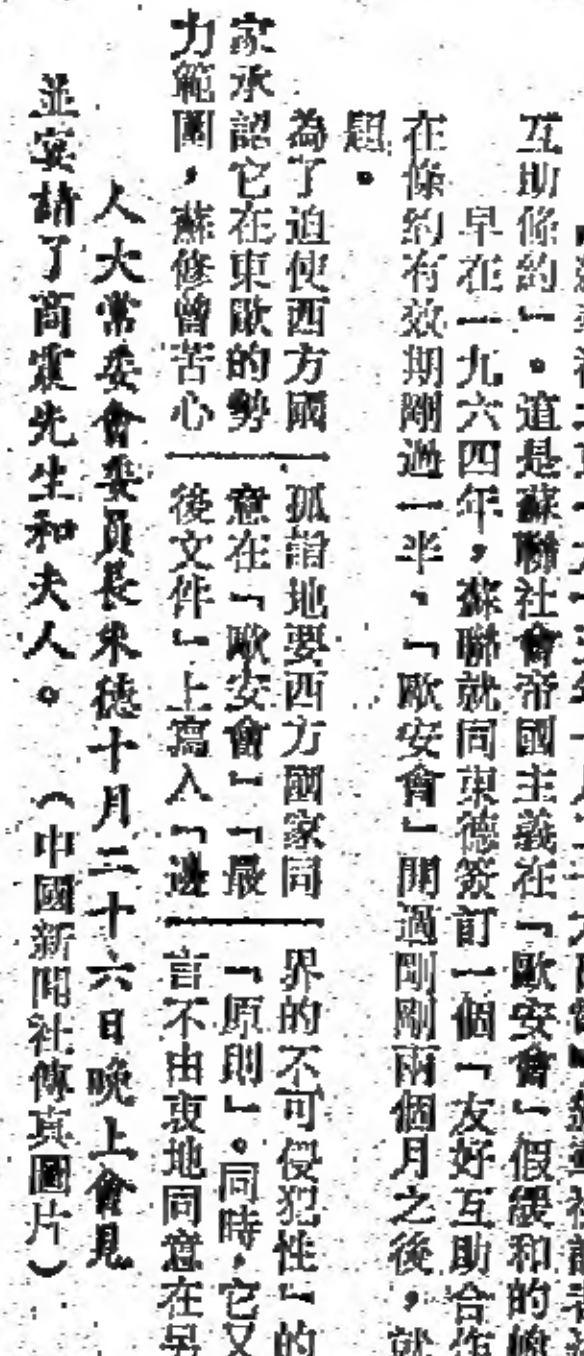 互助條約」。這是蘇聯社會帝國主義在「歐安會」假緩和的幌
早在一九六四年,蘇聯就同東德簽訂一個「友好互助合作
在條約有效期剛過一半,「歐安會」開過剛剛兩個月之後,就
題。
為了迫使西方國
家承認它在東歐的勢
力範圍,蘇修曾苦心
孤詣地要西方國家同
意在「歐安會」「最
後文件」上寫入「邊
界的不可侵犯性」的
「原則」。同時,它又
言不由衷地同意在另
人大常委會委員長朱德十月二十六日晚上會見
並宴請了商震先生和夫人。(中國新聞社傳真圖片)